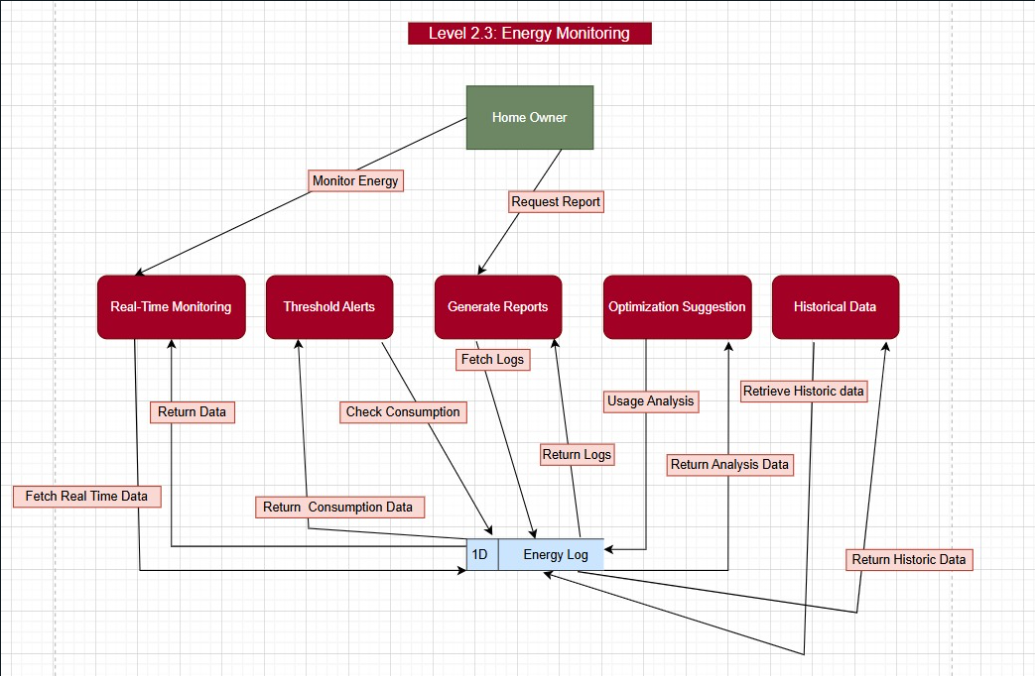 Level 2.3: Energy Monitoring
Home Owner
Monitor Energy
Request Report
Real-Time Monitoring
Threshold Alerts
Generate Reports
Optimization Suggestion
Historical Data
Fetch Logs
Retrieve Historic data
Usage Analysis
Return Data
Check Consumption
Return Logs
Return Analysis Data
Fetch Real Time Data
Return Consumption Data
1D
Energy Log
Return Historic Data